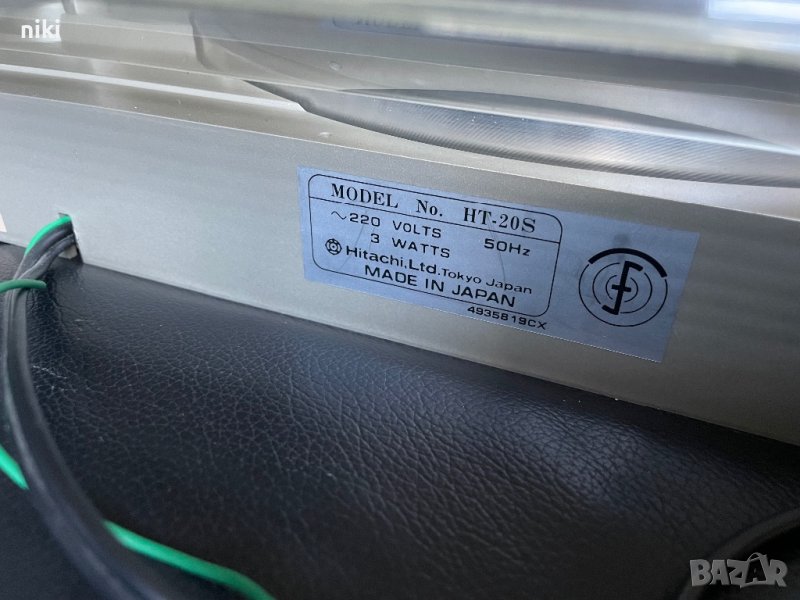 niki
MODEL No. HT-20S
~220 VOLTS 50Hz
3 WATTS
Hitachi,Ltd.Tokyo Japan
MADE IN JAPAN
4935819CX
BAZAR